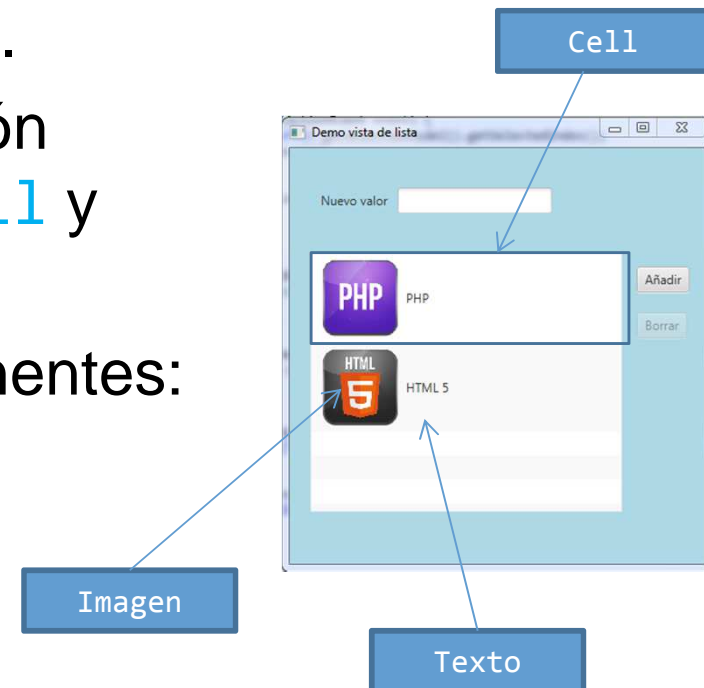 .
Cell
ón
ll y
nentes:
Demo vista de lista
Nuevo valor
PHP
PHP
Añadir
Borrar
HTML
5
HTML 5
Imagen
Texto